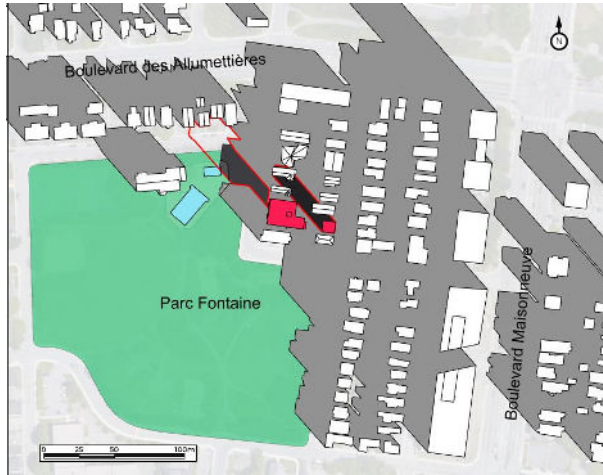 Boulevard des Allumettières
N
Parc Fontaine
Boulevard Maisonneuve
0 25 50 100m